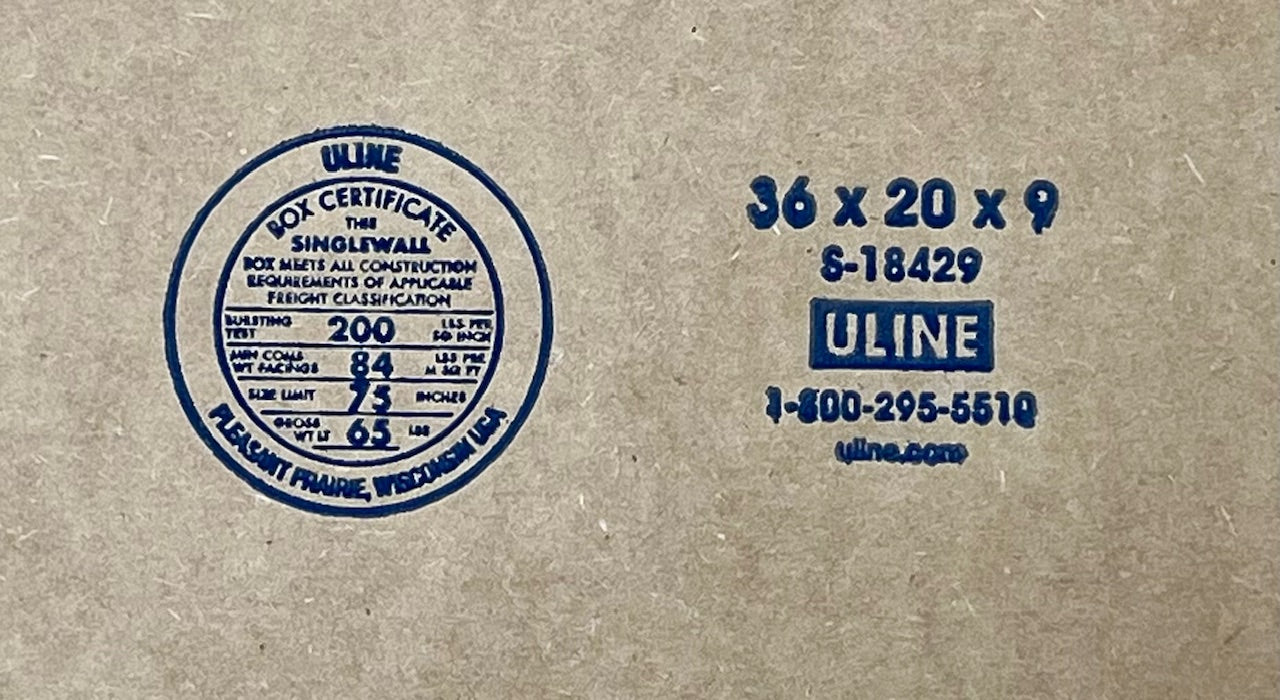 ULINE
BOX CERTIFICATE
THIS
SINGLEWALL
BOX MEETS ALL CONSTRUCTION
REQUIREMENTS OF APPLICABLE
FREIGHT CLASSIFICATION
BURSTING TEST 200 LBS PER SQ INCH
MIN COMB WT FACINGS 84 LBS PER M SQ FT
SIZE LIMIT 75 INCHES
GROSS WT LT 65 LBS
PLEASANT PRAIRIE, WISCONSIN USA
36 x 20 x 9
S-18429
ULINE
1-800-295-5510
uline.com